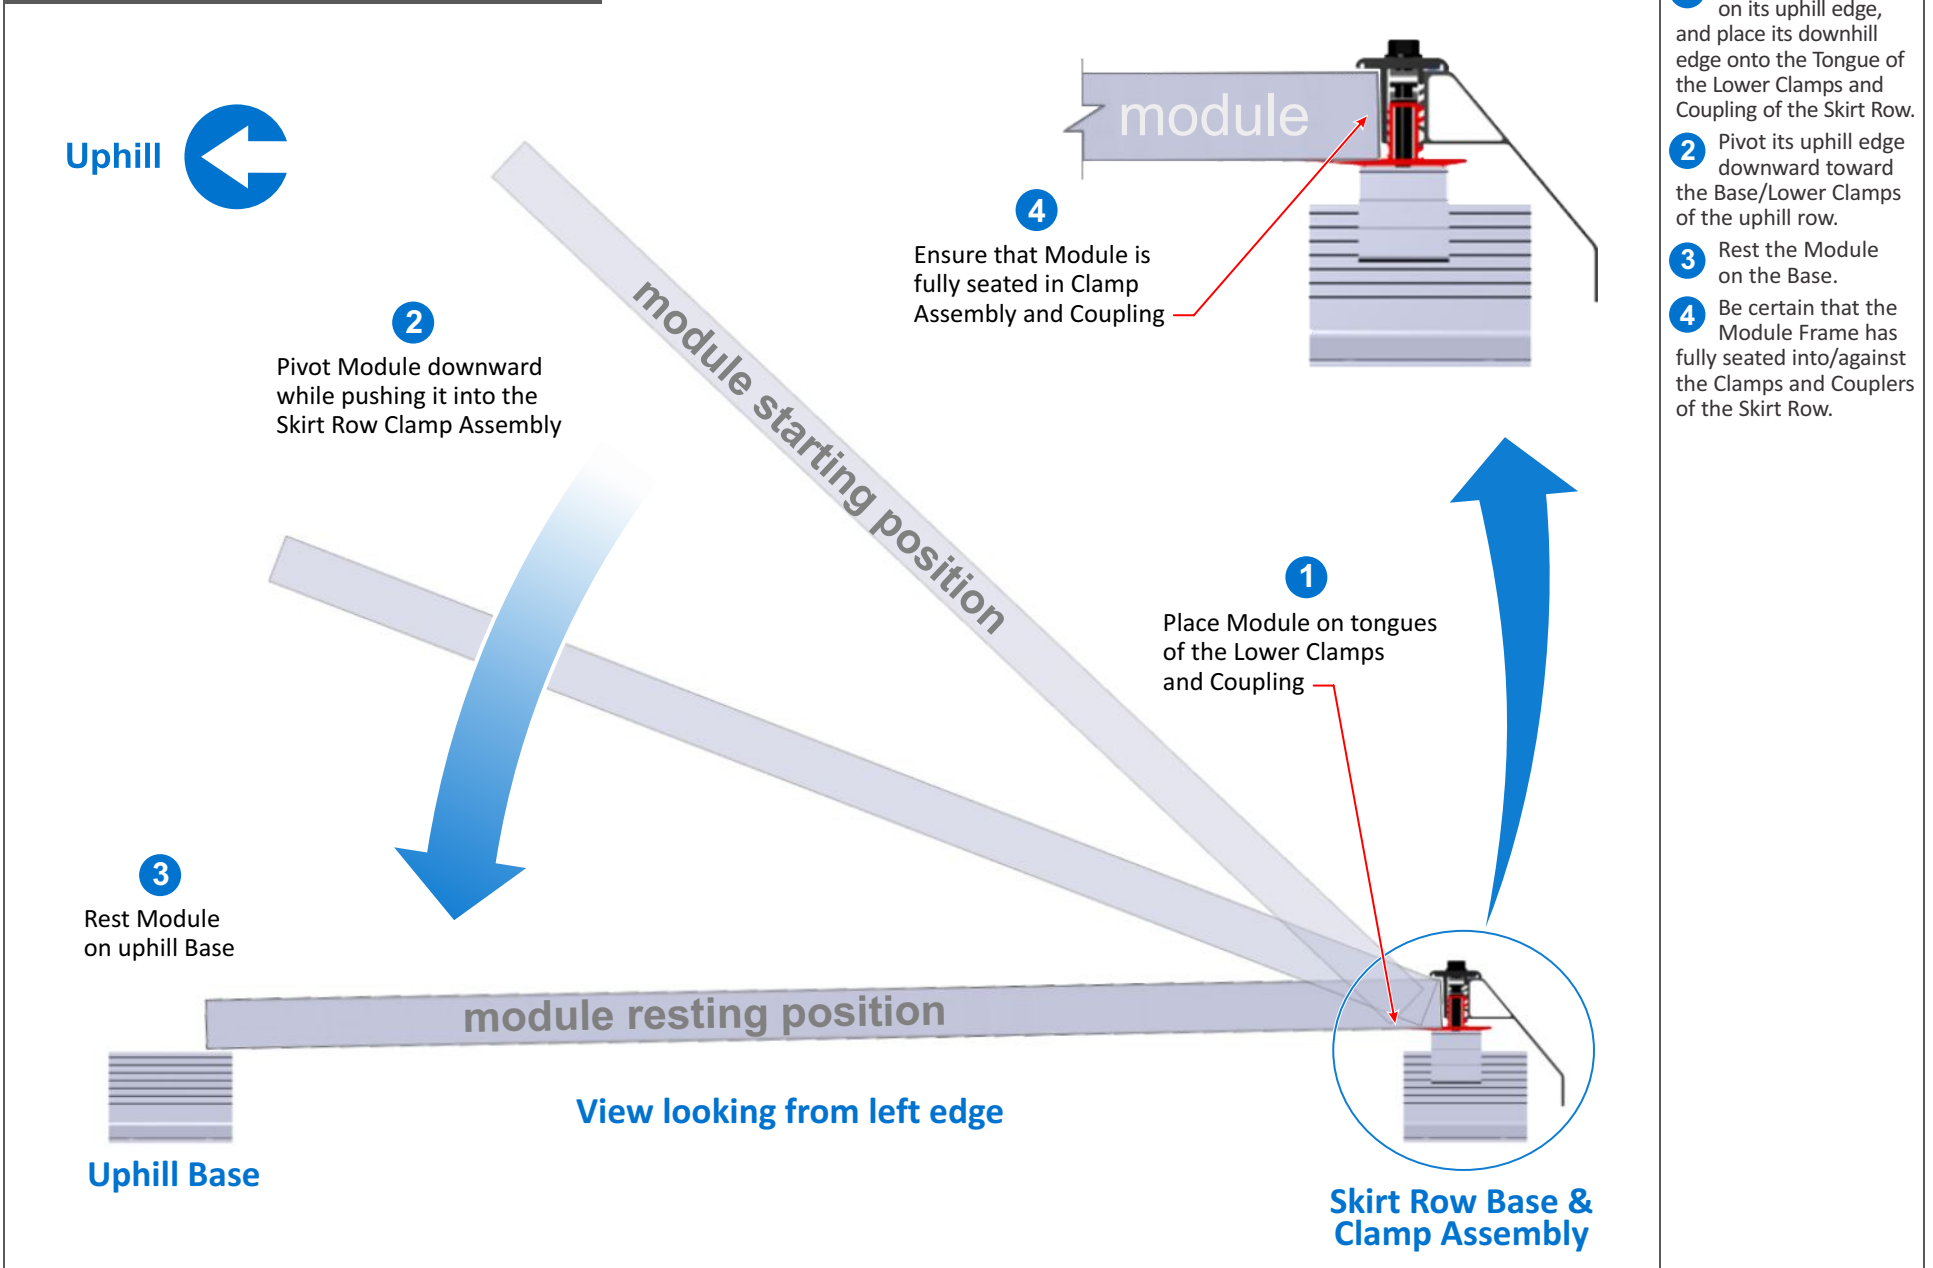 Uphill
module
4
Ensure that Module is
fully seated in Clamp
Assembly and Coupling
2
Pivot Module downward
while pushing it into the
Skirt Row Clamp Assembly
module starting position
1
Place Module on tongues
of the Lower Clamps
and Coupling
3
Rest Module
on uphill Base
module resting position
View looking from left edge
Uphill Base
Skirt Row Base &
Clamp Assembly
on its uphill edge,
and place its downhill
edge onto the Tongue of
the Lower Clamps and
Coupling of the Skirt Row.
2 Pivot its uphill edge
downward toward
the Base/Lower Clamps
of the uphill row.
3 Rest the Module
on the Base.
4 Be certain that the
Module Frame has
fully seated into/against
the Clamps and Couplers
of the Skirt Row.